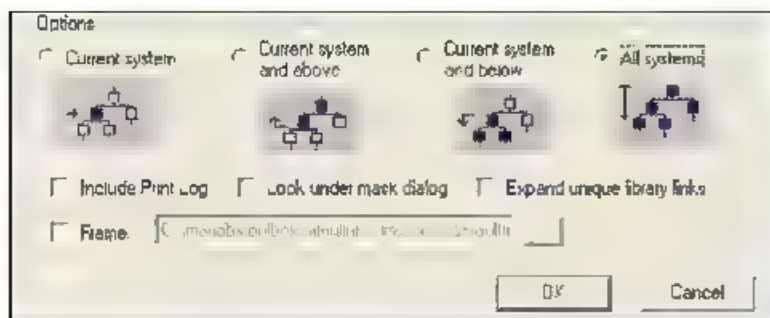 Options
Current system
Current system and above
Current system and below
All systems
Include Print Log
Look under mask dialog
Expand unique library links
Frame:
OK
Cancel